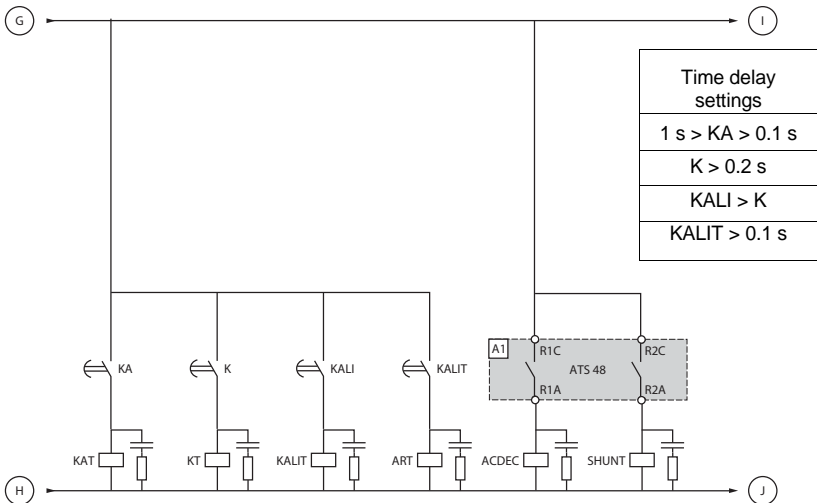 G
I
Time delay
settings
1 s > KA > 0.1 s
K > 0.2 s
KALI > K
KALIT > 0.1 s
A1
R1C
R2C
KA
K
KALI
KALIT
ATS 48
R1A
R2A
KAT
KT
KALIT
ART
ACDEC
SHUNT
H
J